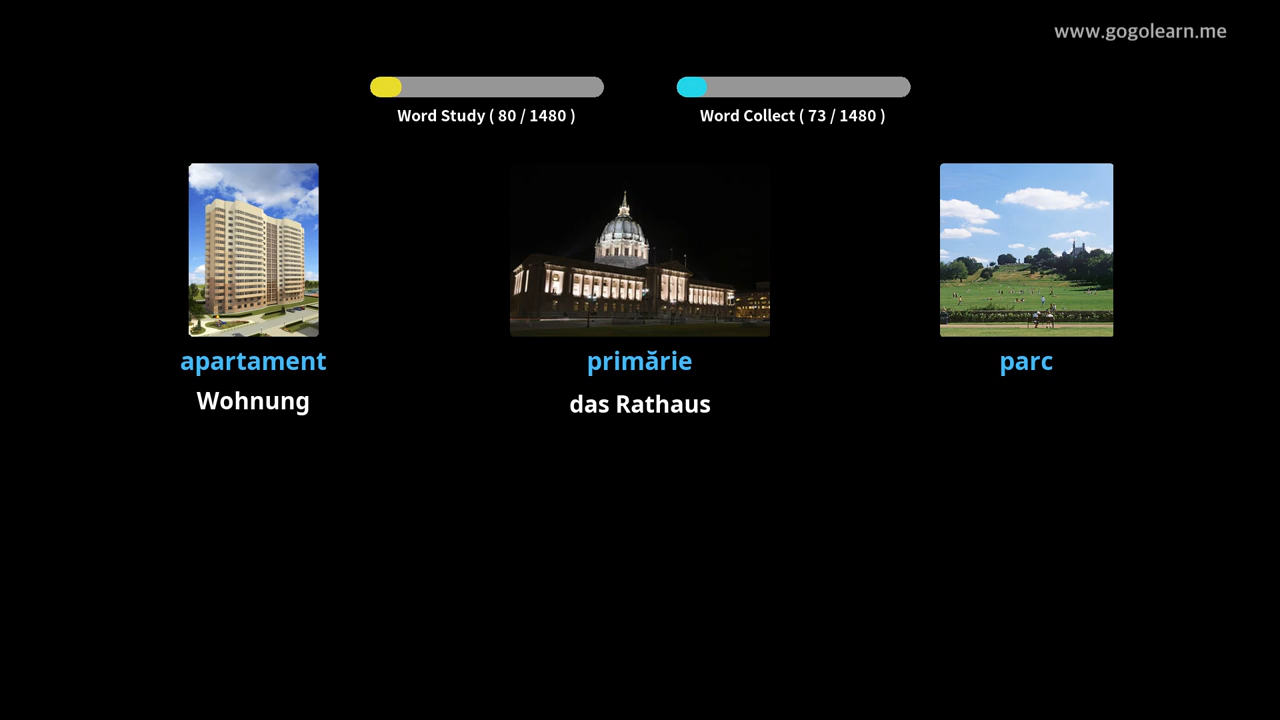 www.gogolearn.me
Word Study ( 80 / 1480 )
Word Collect ( 73 / 1480 )
apartament
primărie
parc
Wohnung
das Rathaus